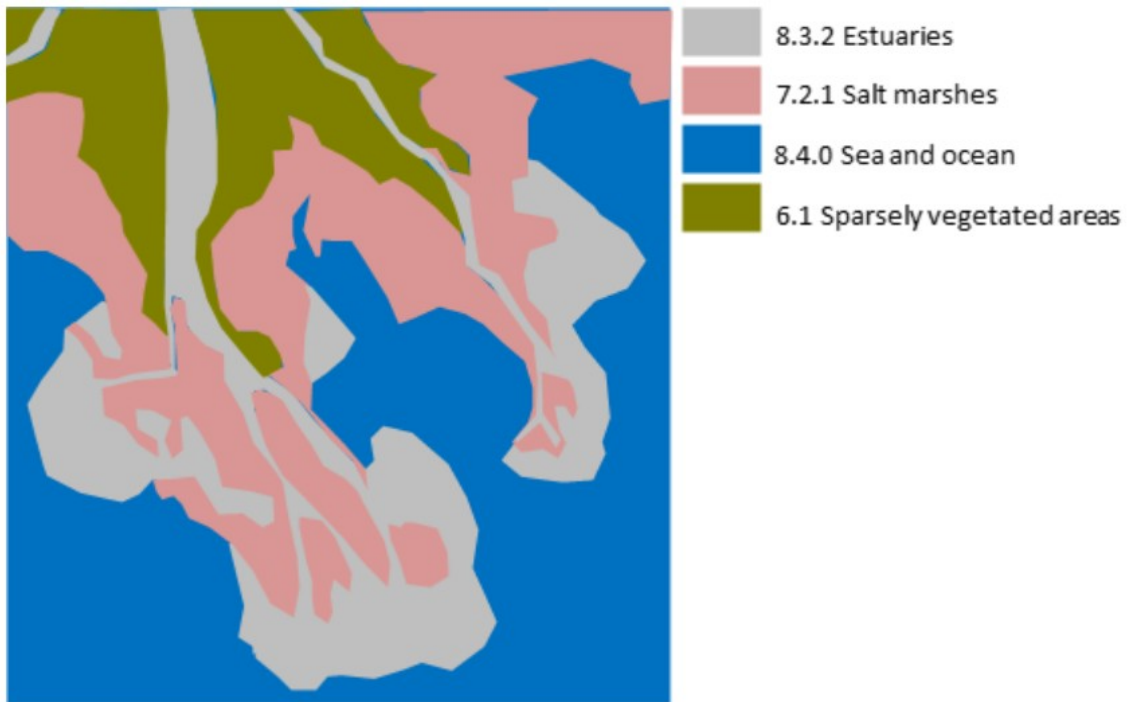 8.3.2 Estuaries
7.2.1 Salt marshes
8.4.0 Sea and ocean
6.1 Sparsely vegetated areas